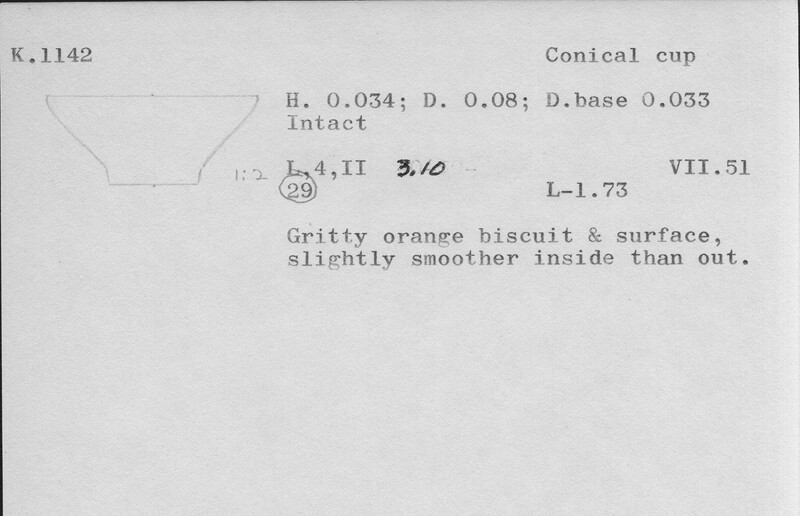 K.1142 Conical cup
H. 0.034; D. 0.08; D.base 0.033
Intact
1:2 L,4,II 3.10 VII.51
(29) L-1.73
Gritty orange biscuit & surface,
slightly smoother inside than out.